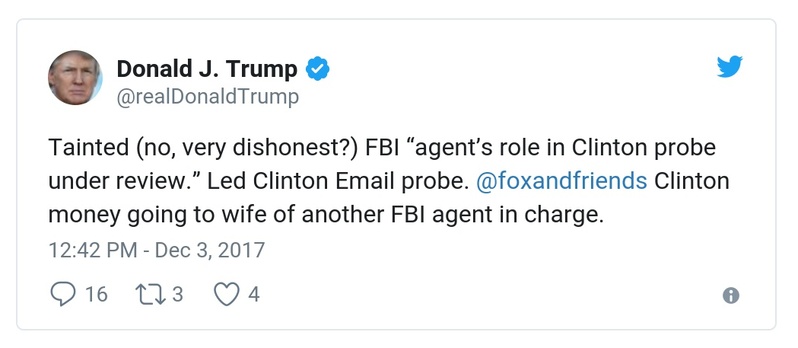 Donald J. Trump
@realDonaldTrump
Tainted (no, very dishonest?) FBI “agent’s role in Clinton probe
under review.” Led Clinton Email probe. @foxandfriends Clinton
money going to wife of another FBI agent in charge.
12:42 PM - Dec 3, 2017
16 3 4